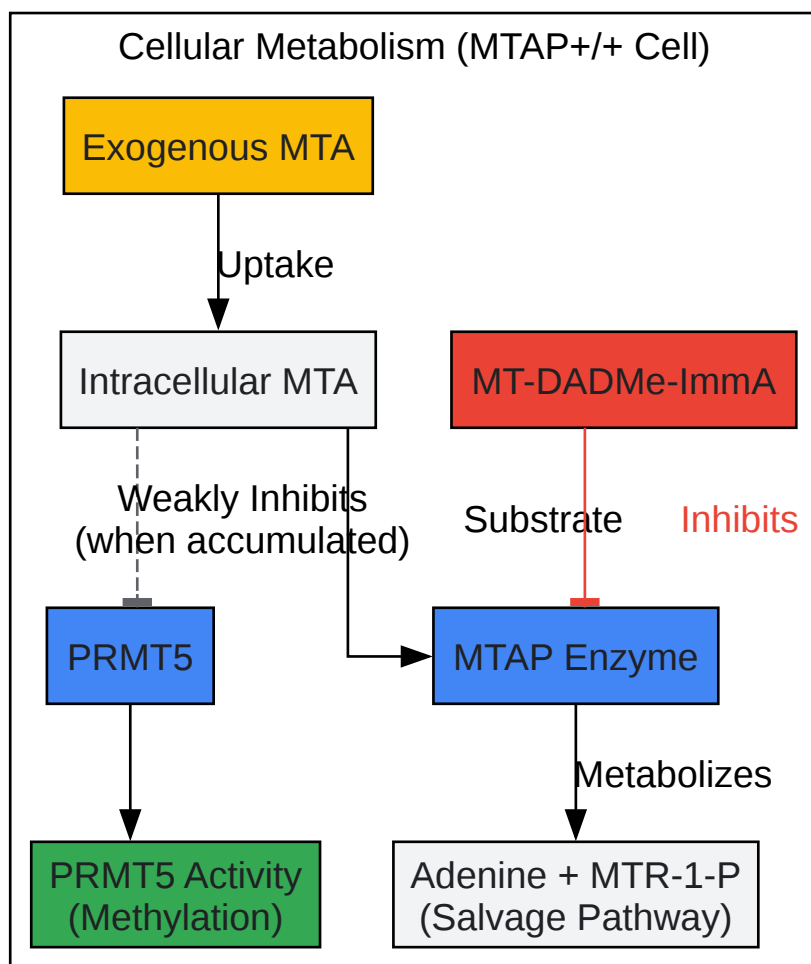 Cellular Metabolism (MTAP+/+ Cell)
Exogenous MTA
Uptake
Intracellular MTA
MT-DADMe-ImmA
Weakly Inhibits
(when accumulated)
Substrate
Inhibits
PRMT5
MTAP Enzyme
Metabolizes
PRMT5 Activity
(Methylation)
Adenine + MTR-1-P
(Salvage Pathway)